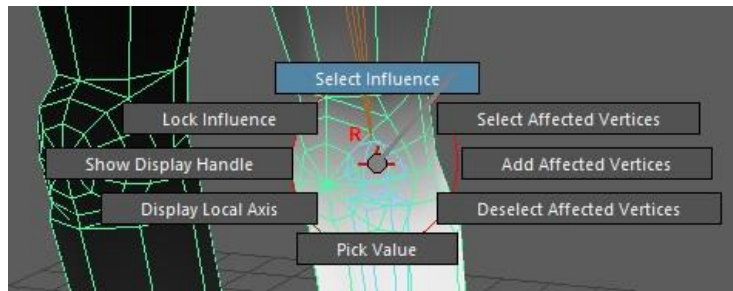 Select Influence
Lock Influence
Select Affected Vertices
R
Show Display Handle
Add Affected Vertices
Display Local Axis
Deselect Affected Vertices
Pick Value